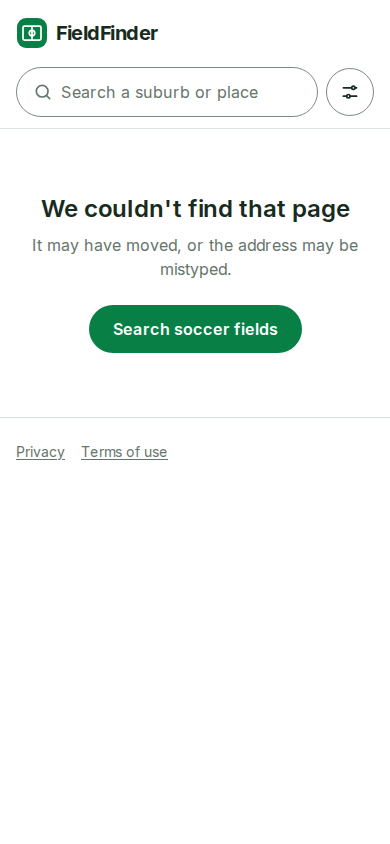 FieldFinder
Search a suburb or place
We couldn't find that page
It may have moved, or the address may be
mistyped.
Search soccer fields
Privacy Terms of use